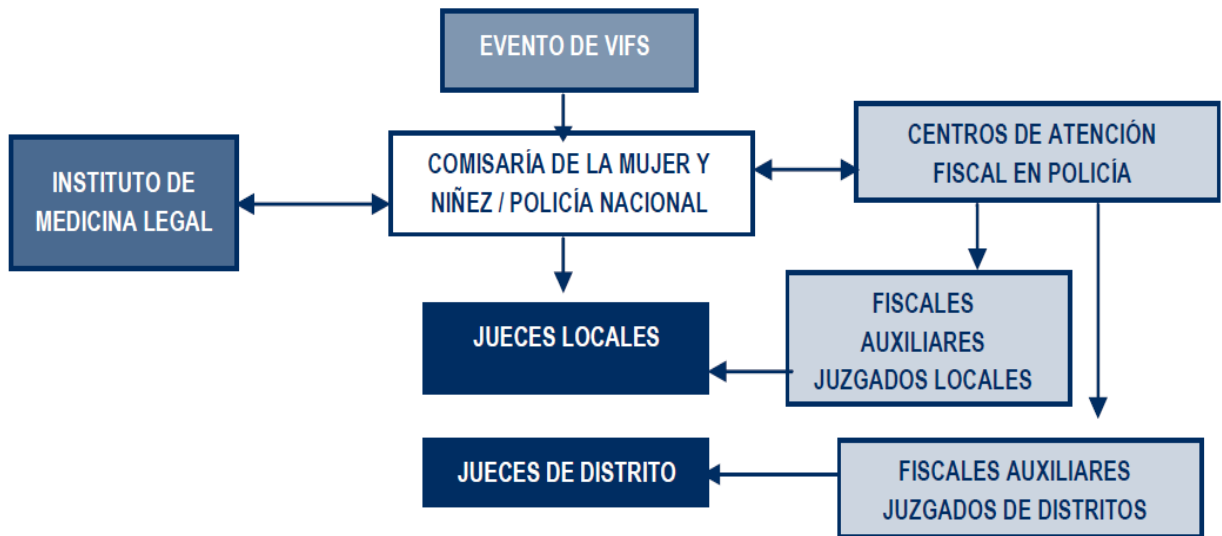 EVENTO DE VIFS
INSTITUTO DE
MEDICINA LEGAL
COMISARÍA DE LA MUJER Y
NIÑEZ / POLICÍA NACIONAL
CENTROS DE ATENCIÓN
FISCAL EN POLICÍA
JUECES LOCALES
FISCALES
AUXILIARES
JUZGADOS LOCALES
JUECES DE DISTRITO
FISCALES AUXILIARES
JUZGADOS DE DISTRITOS